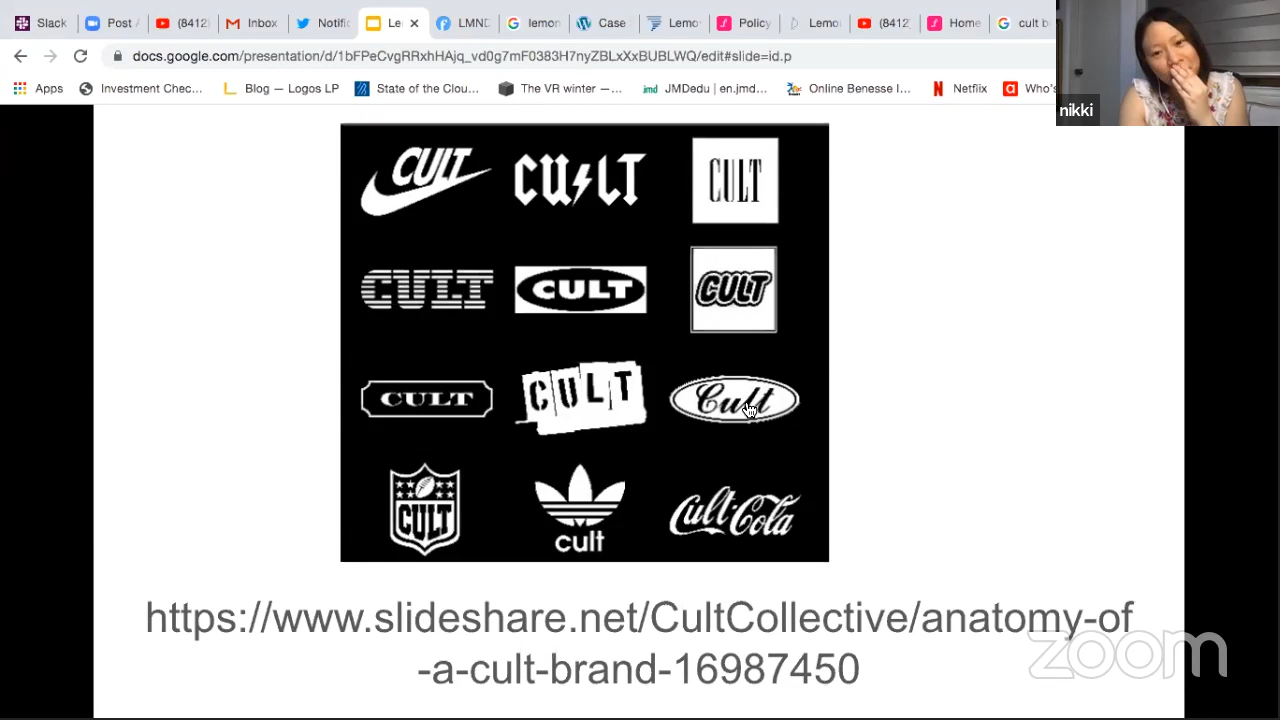 Slack Post / (8412) Inbox Notific Le LMND lemon Case Lemo Policy Lemo (8412) Home cult b
docs.google.com/presentation/d/1bFPeCvgRRxhHAjq_vd0g7mF0383H7nyZBLxXxBUBLWQ/edit#slide=id.p
Apps Investment Chec... Blog — Logos LP State of the Clou... The VR winter —... jmd JMDedu | en.jmd... Online Benesse I... Netflix Who's
nikki
CULT CULT CULT
CULT CULT CULT
CULT CULT Cult
CULT cult Cult-Cola
https://www.slideshare.net/CultCollective/anatomy-of
-a-cult-brand-16987450
zoom